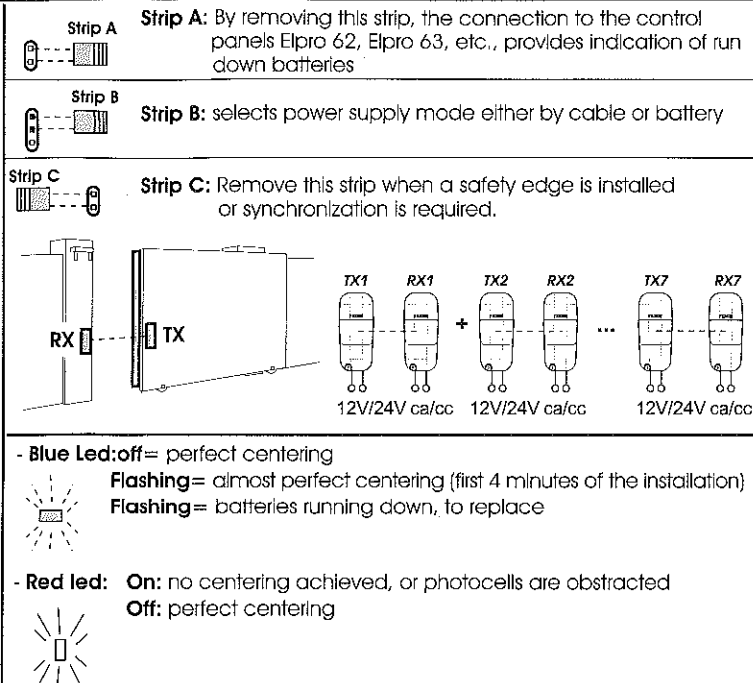 Strip A
Strip A: By removing this strip, the connection to the control
panels Elpro 62, Elpro 63, etc., provides indication of run
down batteries
Strip B
Strip B: selects power supply mode either by cable or battery
Strip C
Strip C: Remove this strip when a safety edge is installed
or synchronization is required.
TX1 RX1 TX2 RX2 TX7 RX7
RX TX + ...
12V/24V ca/cc 12V/24V ca/cc 12V/24V ca/cc
- Blue Led:off= perfect centering
Flashing= almost perfect centering (first 4 minutes of the installation)
Flashing= batteries running down, to replace
- Red led: On: no centering achieved, or photocells are obstracted
Off: perfect centering